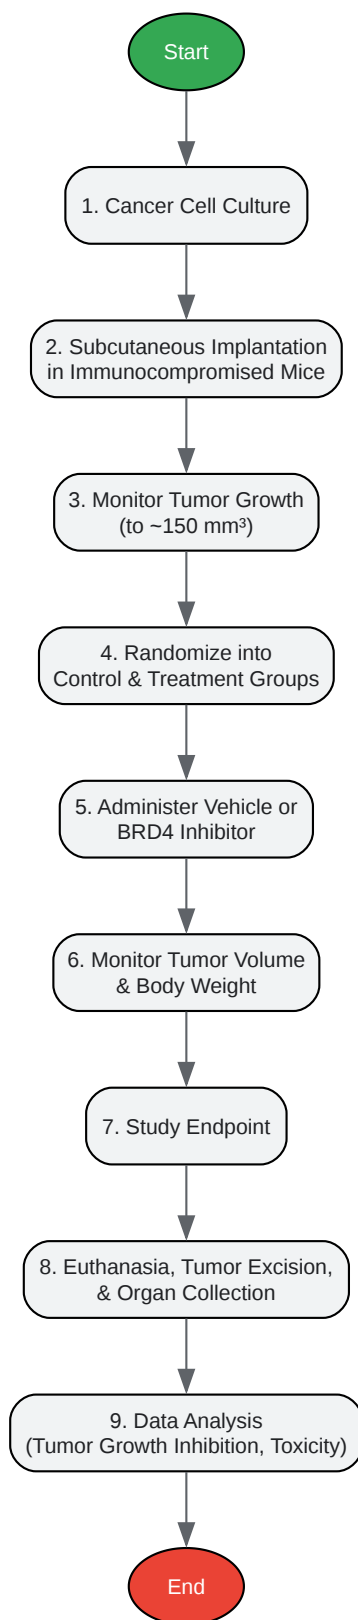 Start
1. Cancer Cell Culture
2. Subcutaneous Implantation
in Immunocompromised Mice
3. Monitor Tumor Growth
(to ~150 mm³)
4. Randomize into
Control & Treatment Groups
5. Administer Vehicle or
BRD4 Inhibitor
6. Monitor Tumor Volume
& Body Weight
7. Study Endpoint
8. Euthanasia, Tumor Excision,
& Organ Collection
9. Data Analysis
(Tumor Growth Inhibition, Toxicity)
End